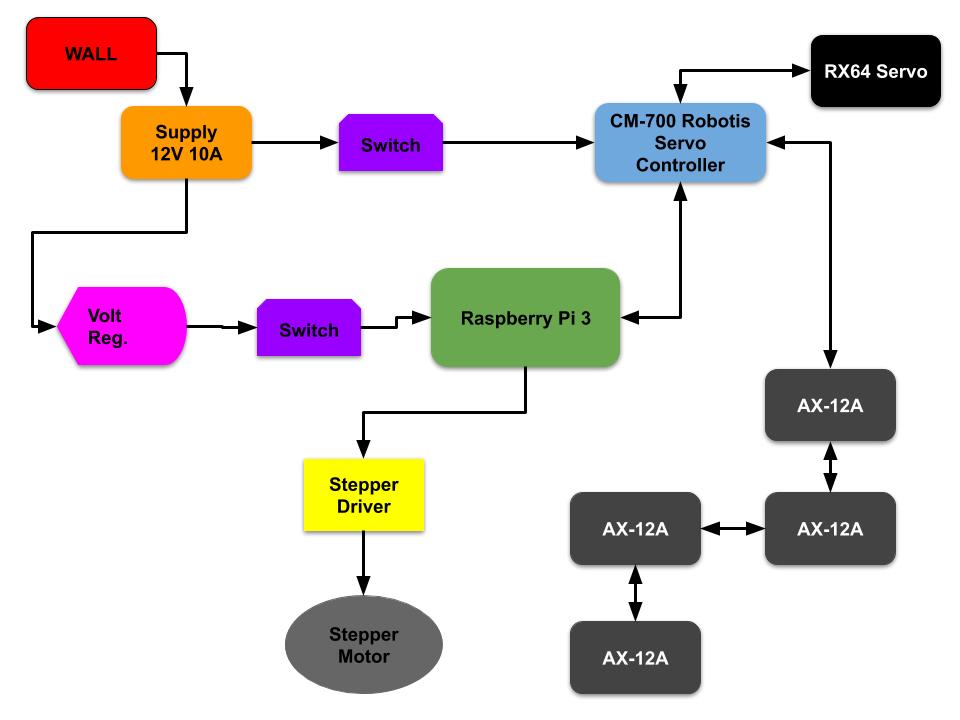 WALL
RX64 Servo
Supply
12V 10A
Switch
CM-700 Robotis
Servo
Controller
Volt
Reg.
Switch
Raspberry Pi 3
AX-12A
Stepper
Driver
AX-12A
AX-12A
Stepper
Motor
AX-12A